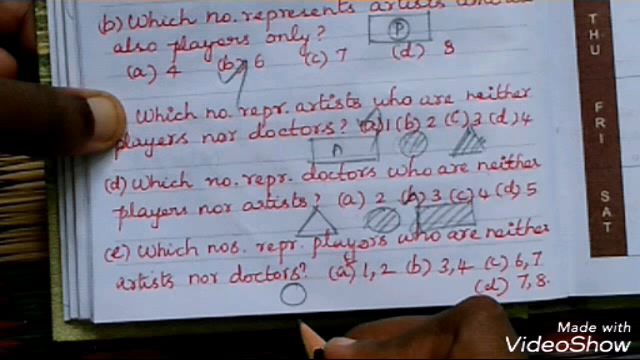 (b) Which no. represents artists who are
also players only?
P
(a) 4 (b) 6 (c) 7 (d) 8
Which no. repr. artists who are neither
players nor doctors? (a) 1 (b) 2 (c) 3 (d) 4
A
(d) Which no. repr. doctors who are neither
players nor artists? (a) 2 (b) 3 (c) 4 (d) 5
(e) Which nos. repr. players who are neither
artists nor doctors? (a) 1, 2 (b) 3, 4 (c) 6, 7
(d) 7, 8.
THU
FRI
SAT
Made with
VideoShow